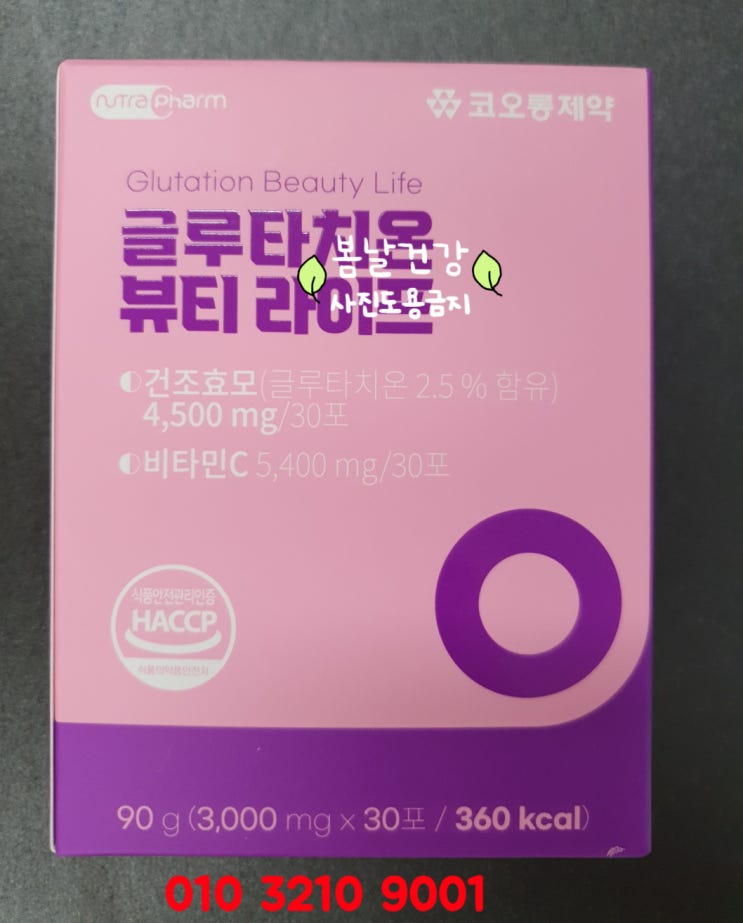 nutra Pharm
코오롱제약
Glutation Beauty Life
글루타치온
봄날건강
뷰티 라이프
사진도용금지
건조효모(글루타치온 2.5 % 함유)
4,500 mg/30포
비타민C 5,400 mg/30포
식품안전관리인증
HACCP
식품의약품안전처
90 g (3,000 mg x 30포 / 360 kcal)
010 3210 9001